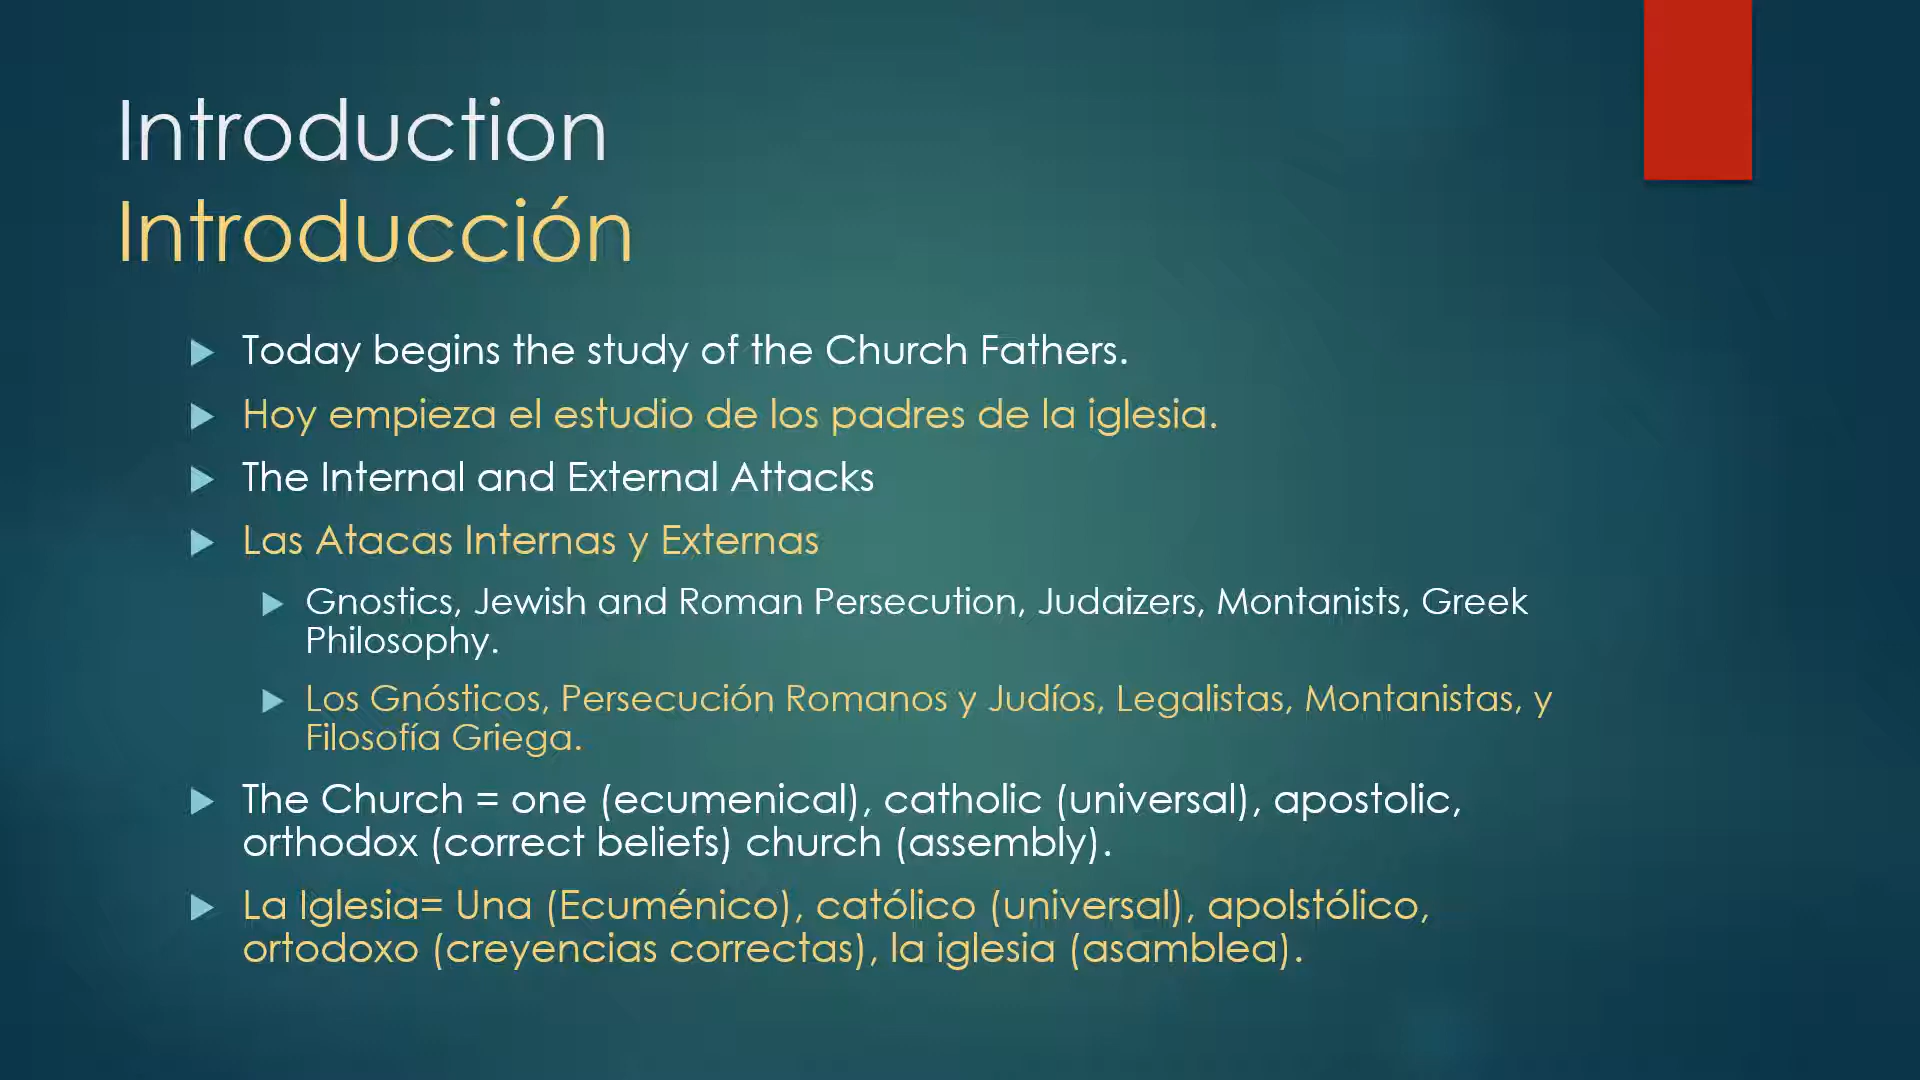 Introduction
Introducción
Today begins the study of the Church Fathers.
Hoy empieza el estudio de los padres de la iglesia.
The Internal and External Attacks
Las Atacas Internas y Externas
Gnostics, Jewish and Roman Persecution, Judaizers, Montanists, Greek
Philosophy.
Los Gnósticos, Persecución Romanos y Judíos, Legalistas, Montanistas, y
Filosofía Griega.
The Church = one (ecumenical), catholic (universal), apostolic,
orthodox (correct beliefs) church (assembly).
La Iglesia= Una (Ecuménico), católico (universal), apolstólico,
ortodoxo (creyencias correctas), la iglesia (asamblea).